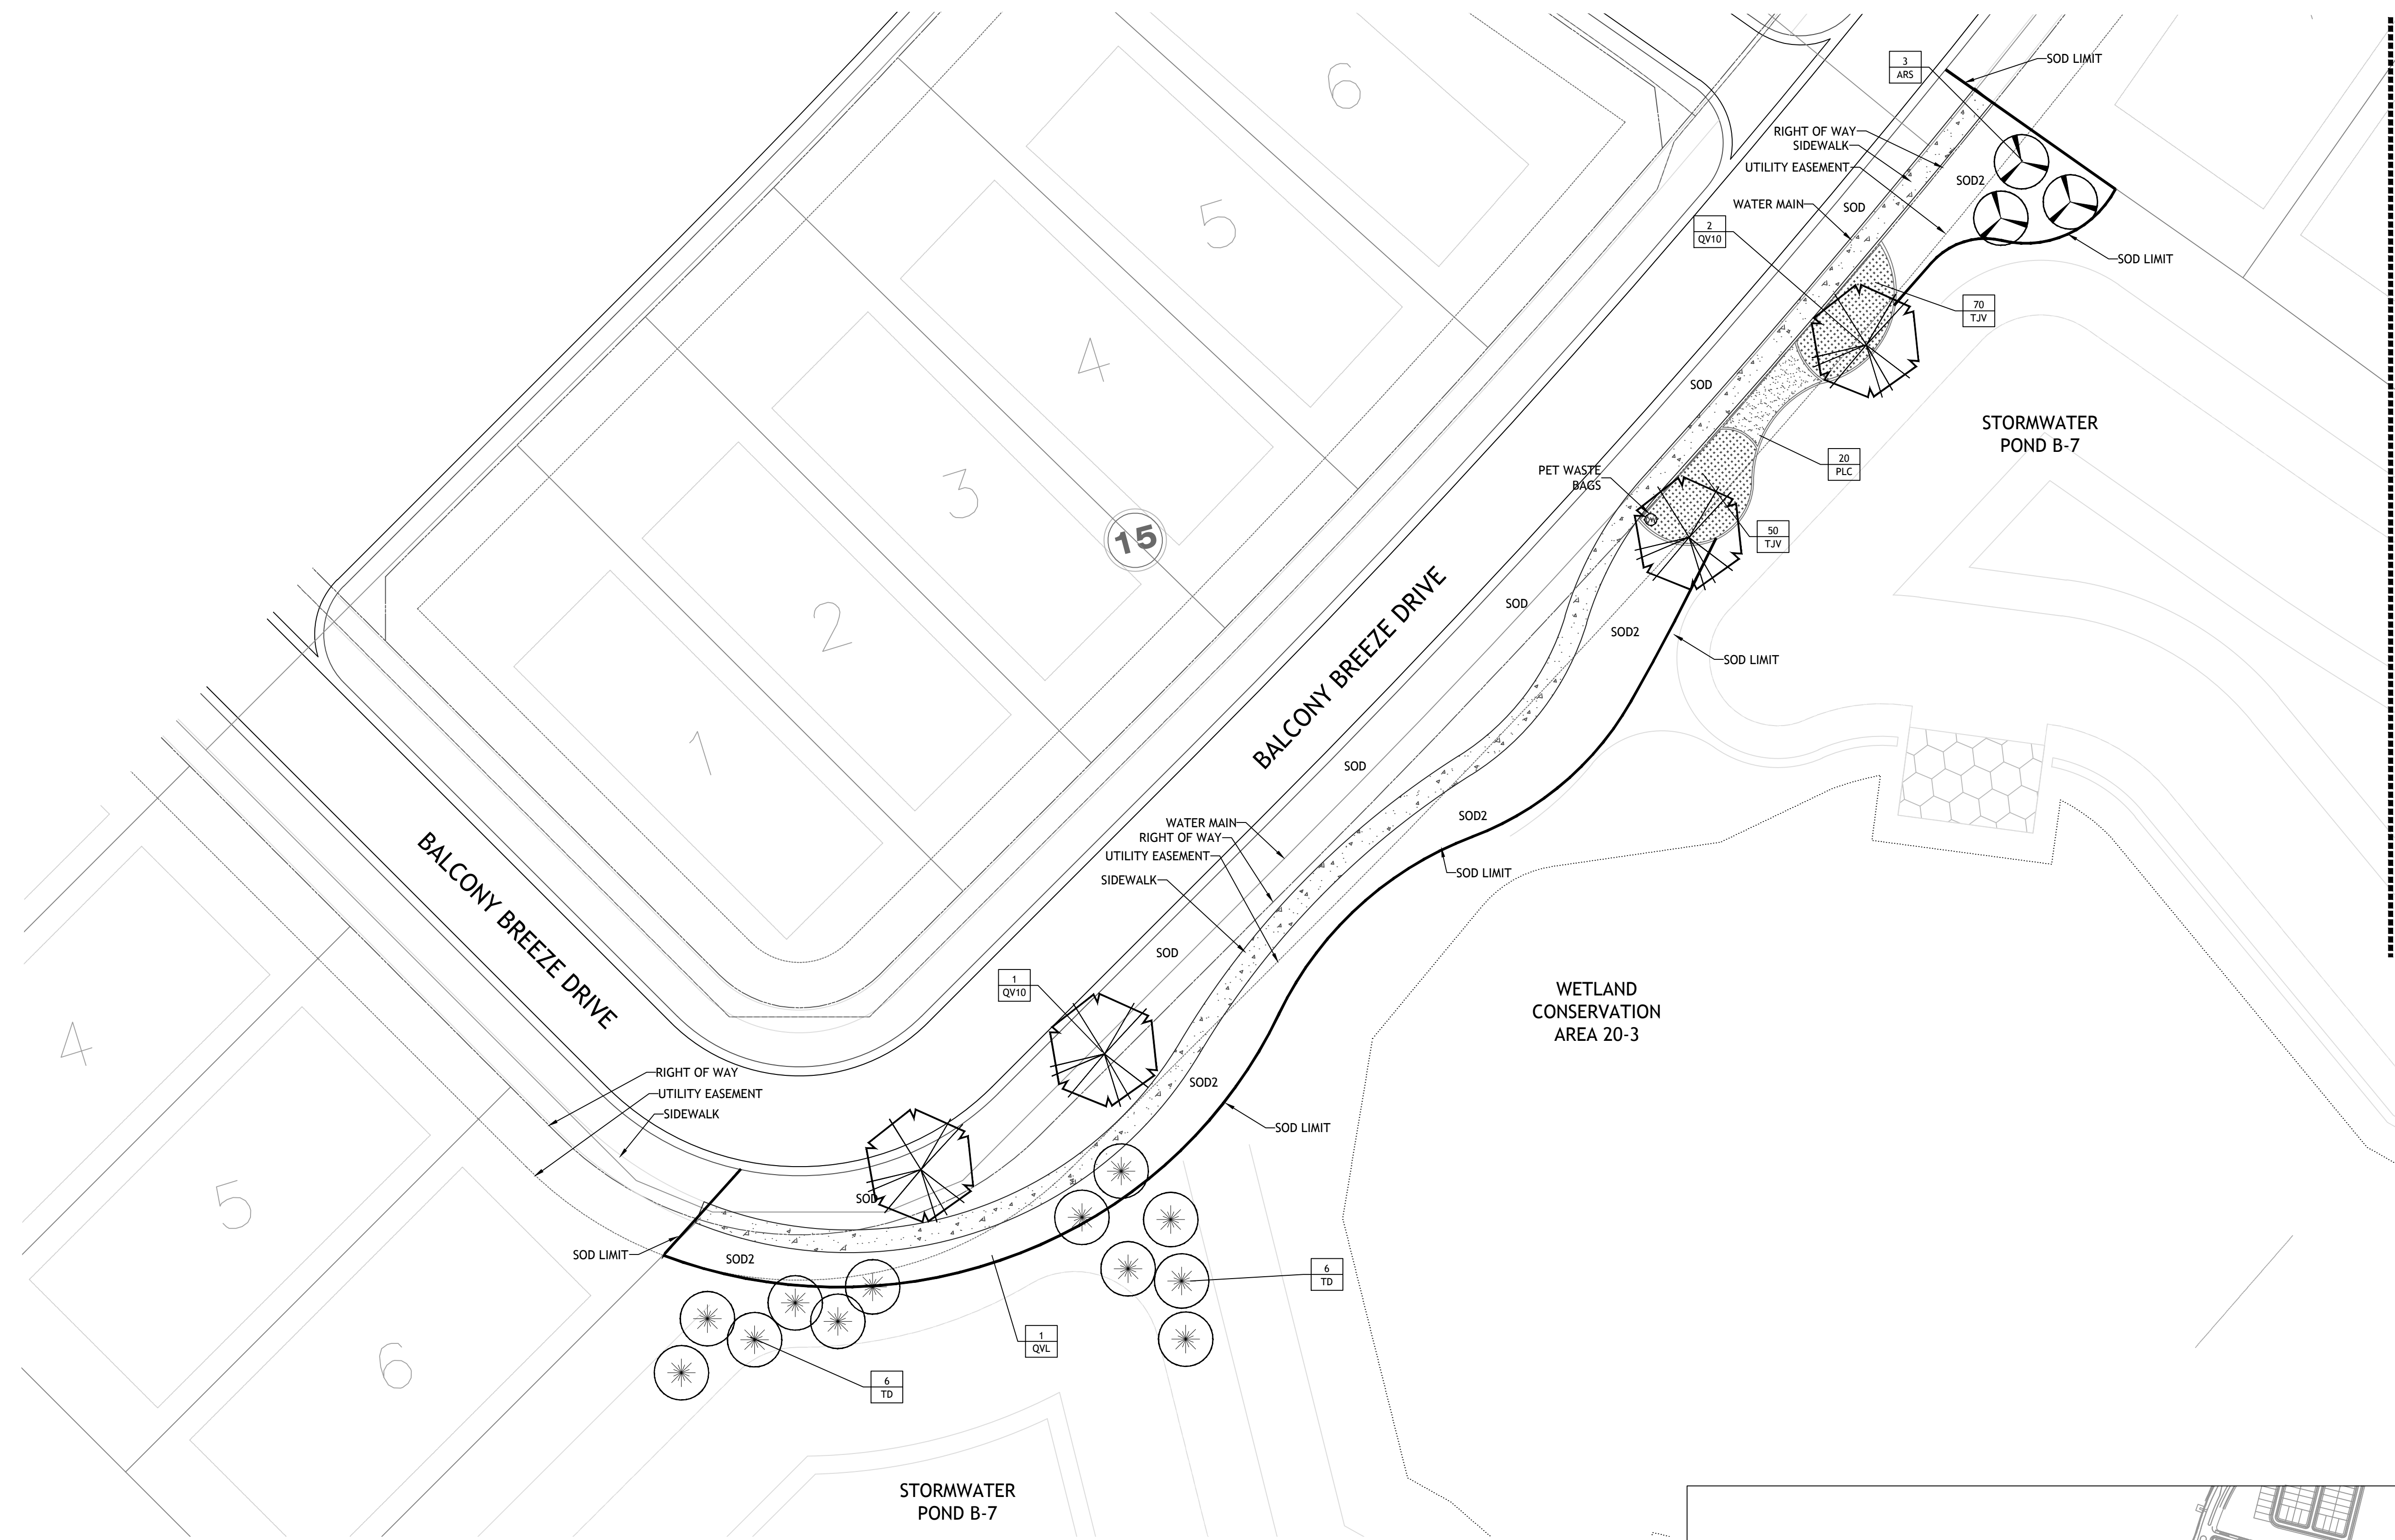 SOD LIMIT
3
ARS
6
RIGHT OF WAY
SIDEWALK
UTILITY EASEMENT
SOD2
WATER MAIN
SOD
2
QV10
5
SOD LIMIT
70
TJV
4
SOD
STORMWATER
POND B-7
20
PLC
PET WASTE
BAGS
3
15
50
TJV
BALCONY BREEZE DRIVE
SOD
2
SOD2
SOD LIMIT
1
SOD
WATER MAIN
RIGHT OF WAY
UTILITY EASEMENT
SIDEWALK
SOD2
SOD LIMIT
BALCONY BREEZE DRIVE
SOD
1
QV10
WETLAND
CONSERVATION
AREA 20-3
4
RIGHT OF WAY
UTILITY EASEMENT
SIDEWALK
SOD2
SOD LIMIT
5
SOD
SOD LIMIT
SOD2
6
TD
1
QVL
6
6
TD
STORMWATER
POND B-7